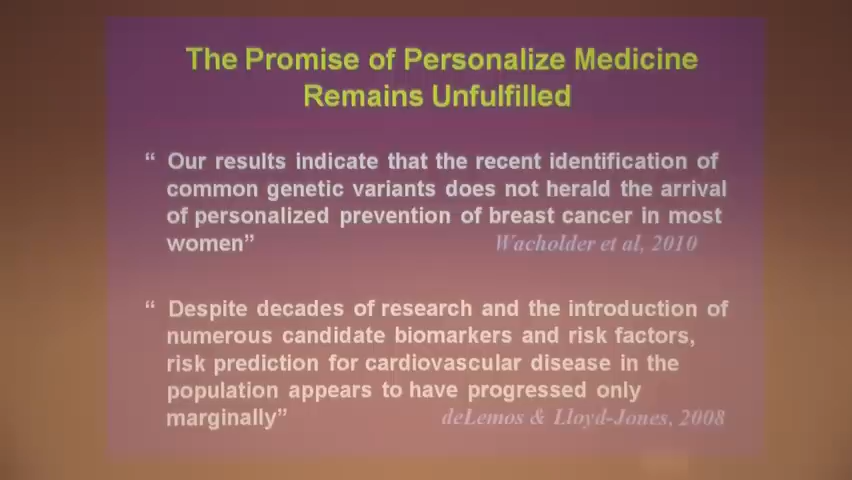 The Promise of Personalize Medicine
Remains Unfulfilled
“ Our results indicate that the recent identification of
common genetic variants does not herald the arrival
of personalized prevention of breast cancer in most
women”   Wacholder et al, 2010
“ Despite decades of research and the introduction of
numerous candidate biomarkers and risk factors,
risk prediction for cardiovascular disease in the
population appears to have progressed only
marginally”   deLemos & Lloyd-Jones, 2008